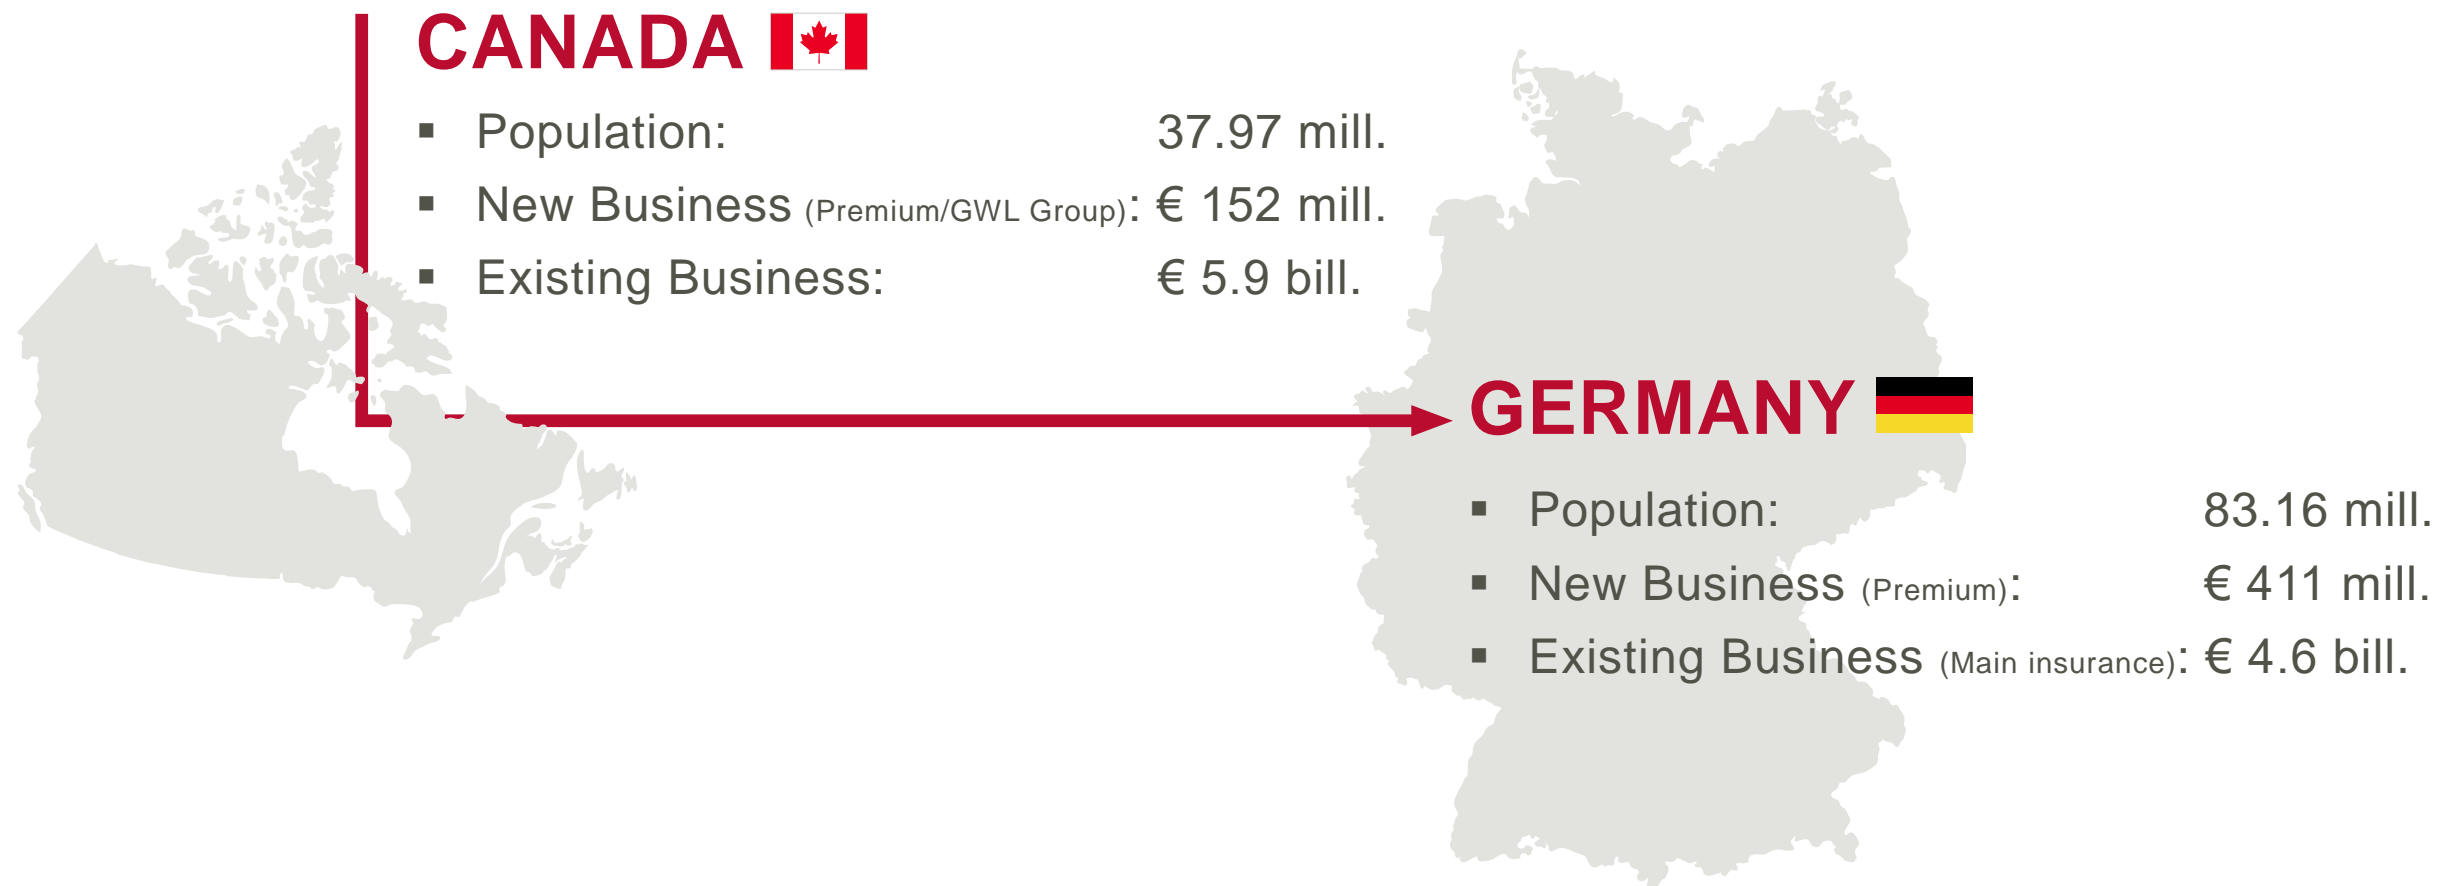 CANADA
▪ Population: 37.97 mill.
▪ New Business (Premium/GWL Group): € 152 mill.
▪ Existing Business: € 5.9 bill.
GERMANY
▪ Population: 83.16 mill.
▪ New Business (Premium): € 411 mill.
▪ Existing Business (Main insurance): € 4.6 bill.